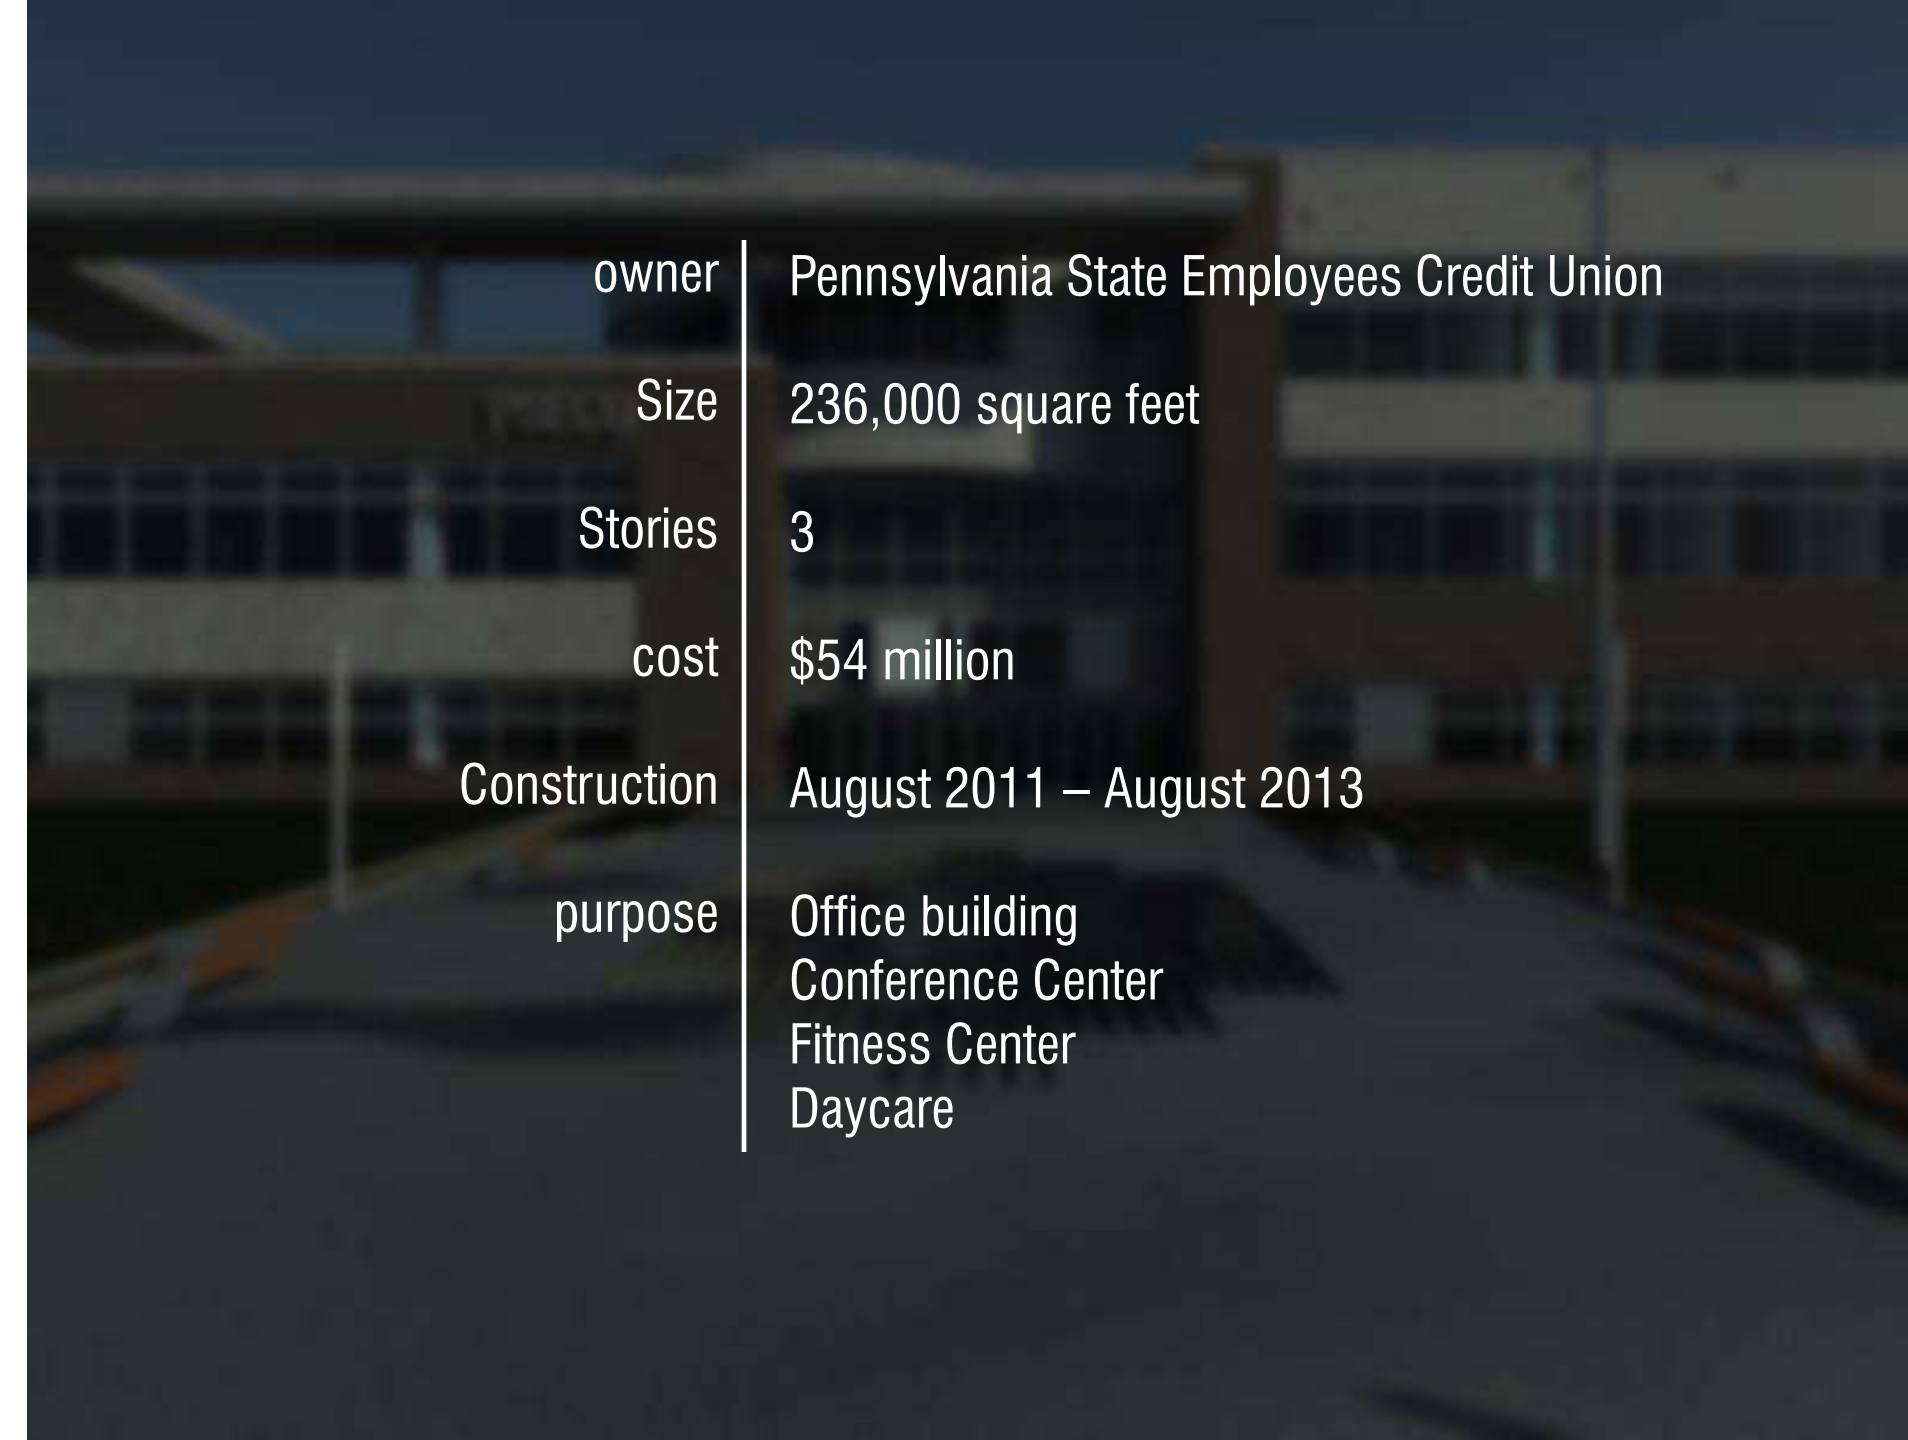 owner Pennsylvania State Employees Credit Union
Size 236,000 square feet
Stories 3
cost $54 million
Construction August 2011 – August 2013
purpose Office building
Conference Center
Fitness Center
Daycare